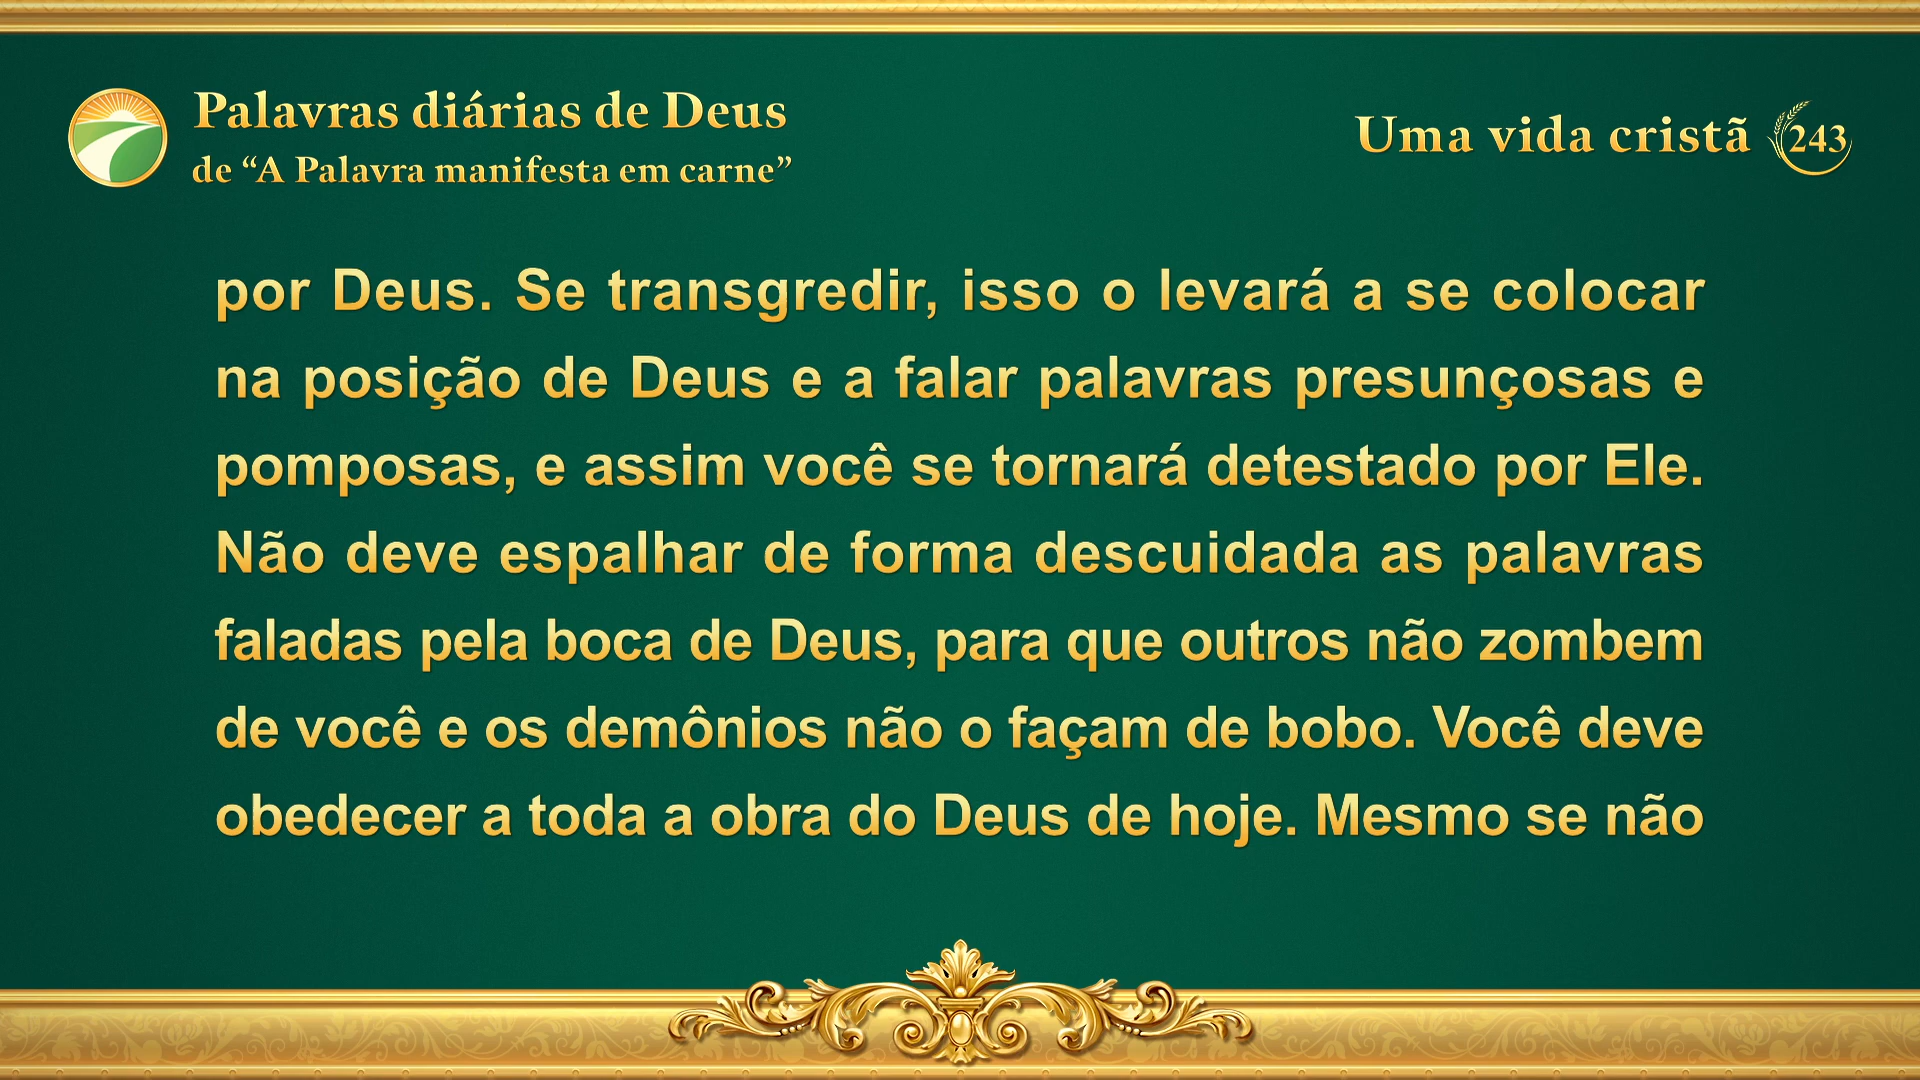 Palavras diárias de Deus
de “A Palavra manifesta em carne”
Uma vida cristã 243
por Deus. Se transgredir, isso o levará a se colocar
na posição de Deus e a falar palavras presunçosas e
pomposas, e assim você se tornará detestado por Ele.
Não deve espalhar de forma descuidada as palavras
faladas pela boca de Deus, para que outros não zombem
de você e os demônios não o façam de bobo. Você deve
obedecer a toda a obra do Deus de hoje. Mesmo se não